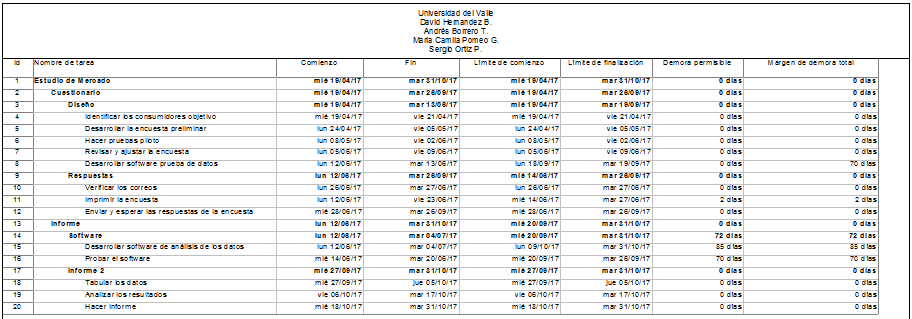 Universidad del Valle
David Hernandez B.
Andrés Borrero T.
María Camila Pomeo G.
Sergio Ortiz P.
Id Nombre de tarea Comienzo Fin Límite de comienzo Límite de finalización Demora permisible Margen de demora total
1 Estudio de Mercado mié 19/04/17 mar 31/10/17 mié 19/04/17 mar 31/10/17 0 días 0 días
2 Cuestionario mié 19/04/17 mar 26/09/17 mié 19/04/17 mar 26/09/17 0 días 0 días
3 Diseño mié 19/04/17 mar 13/06/17 mié 19/04/17 mar 19/09/17 0 días 0 días
4 Identificar los consumidores objetivo mié 19/04/17 vie 21/04/17 mié 19/04/17 vie 21/04/17 0 días 0 días
5 Desarrollar la encuesta preliminar lun 24/04/17 vie 05/05/17 lun 24/04/17 vie 05/05/17 0 días 0 días
6 Hacer pruebas piloto lun 08/05/17 vie 02/06/17 lun 08/05/17 vie 02/06/17 0 días 0 días
7 Revisar y ajustar la encuesta lun 05/06/17 vie 09/06/17 lun 05/06/17 vie 09/06/17 0 días 0 días
8 Desarrollar software prueba de datos lun 12/06/17 mar 13/06/17 lun 18/09/17 mar 19/09/17 0 días 70 días
9 Respuestas lun 12/06/17 mar 26/09/17 mié 14/06/17 mar 26/09/17 0 días 0 días
10 Verificar los correos lun 26/06/17 mar 27/06/17 lun 26/06/17 mar 27/06/17 0 días 0 días
11 Imprimir la encuesta lun 12/06/17 vie 23/06/17 mié 14/06/17 mar 27/06/17 2 días 2 días
12 Enviar y esperar las respuestas de la encuesta mié 28/06/17 mar 26/09/17 mié 28/06/17 mar 26/09/17 0 días 0 días
13 Informe lun 12/06/17 mar 31/10/17 mié 20/09/17 mar 31/10/17 0 días 0 días
14 Software lun 12/06/17 mar 04/07/17 mié 20/09/17 mar 31/10/17 72 días 72 días
15 Desarrollar software de análisis de los datos lun 12/06/17 mar 04/07/17 lun 09/10/17 mar 31/10/17 85 días 85 días
16 Probar el software mié 14/06/17 mar 20/06/17 mié 20/09/17 mar 26/09/17 70 días 70 días
17 Informe 2 mié 27/09/17 mar 31/10/17 mié 27/09/17 mar 31/10/17 0 días 0 días
18 Tabular los datos mié 27/09/17 jue 05/10/17 mié 27/09/17 jue 05/10/17 0 días 0 días
19 Analizar los resultados vie 06/10/17 mar 17/10/17 vie 06/10/17 mar 17/10/17 0 días 0 días
20 Hacer informe mié 18/10/17 mar 31/10/17 mié 18/10/17 mar 31/10/17 0 días 0 días